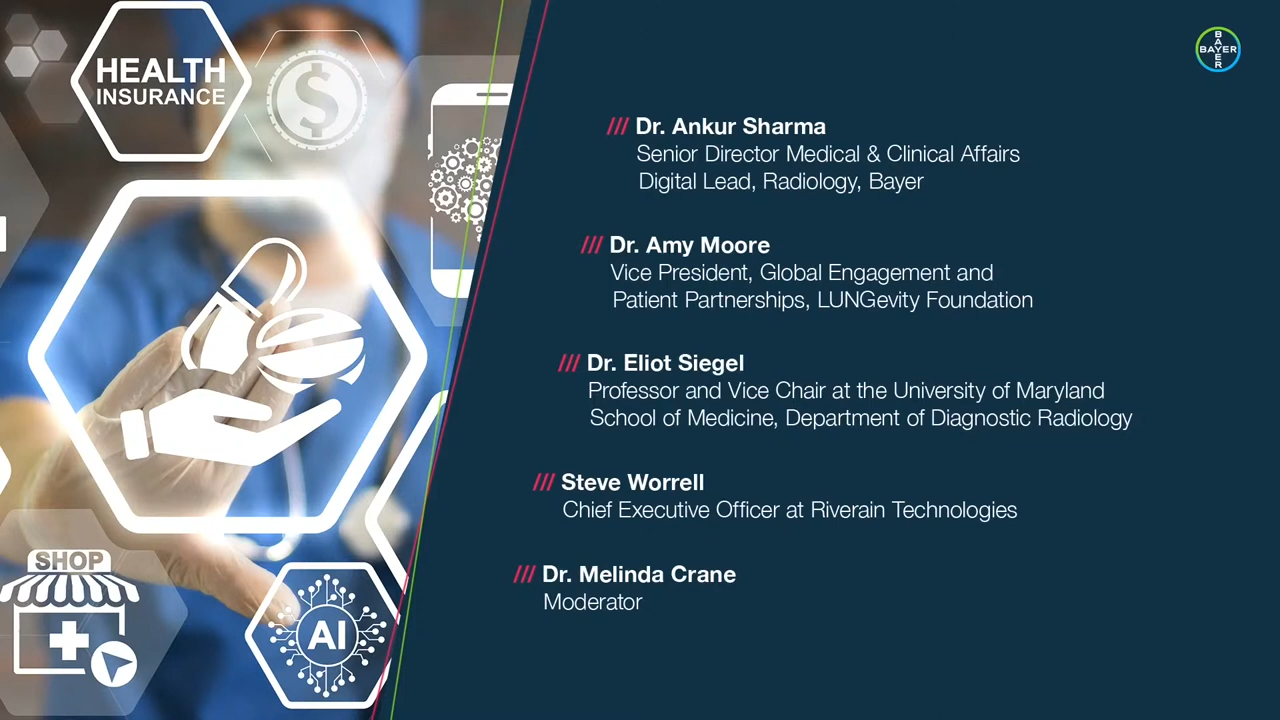 HEALTH
INSURANCE
$
SHOP
AI
BAYER
BAYER
/// Dr. Ankur Sharma
Senior Director Medical & Clinical Affairs
Digital Lead, Radiology, Bayer
/// Dr. Amy Moore
Vice President, Global Engagement and
Patient Partnerships, LUNGevity Foundation
/// Dr. Eliot Siegel
Professor and Vice Chair at the University of Maryland
School of Medicine, Department of Diagnostic Radiology
/// Steve Worrell
Chief Executive Officer at Riverain Technologies
/// Dr. Melinda Crane
Moderator